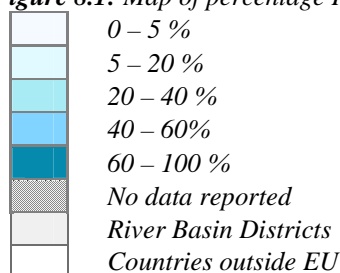 igure 8.1: Map of percentage
0 – 5 %
5 – 20 %
20 – 40 %
40 – 60%
60 – 100 %
No data reported
River Basin Districts
Countries outside EU